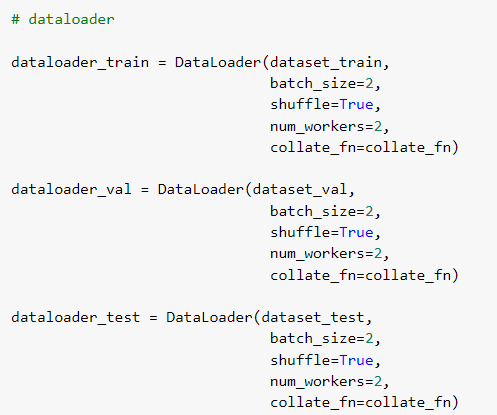 # dataloader
dataloader_train = DataLoader(dataset_train,
batch_size=2,
shuffle=True,
num_workers=2,
collate_fn=collate_fn)
dataloader_val = DataLoader(dataset_val,
batch_size=2,
shuffle=True,
num_workers=2,
collate_fn=collate_fn)
dataloader_test = DataLoader(dataset_test,
batch_size=2,
shuffle=True,
num_workers=2,
collate_fn=collate_fn)